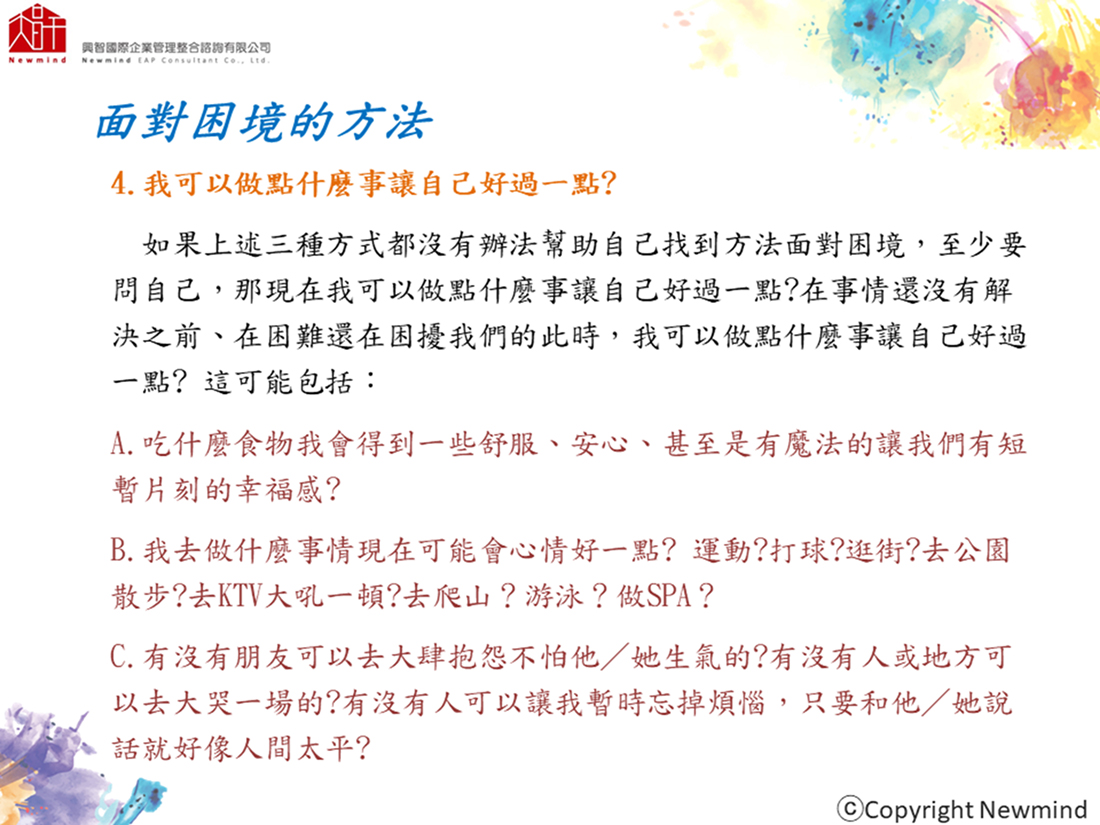 興智國際企業管理整合諮詢有限公司
Newmind
Newmind EAP Consultant Co., Ltd.
面對困境的方法
4.我可以做點什麼事讓自己好過一點?
如果上述三種方式都沒有辦法幫助自己找到方法面對困境，至少要
問自己，那現在我可以做點什麼事讓自己好過一點?在事情還沒有解
決之前、在困難還在困擾我們的此時，我可以做點什麼事讓自己好過
一點? 這可能包括：
A.吃什麼食物我會得到一些舒服、安心、甚至是有魔法的讓我們有短
暫片刻的幸福感?
B.我去做什麼事情現在可能會心情好一點? 運動?打球?逛街?去公園
散步?去KTV大吼一頓?去爬山？游泳？做SPA？
C.有沒有朋友可以去大肆抱怨不怕他／她生氣的?有沒有人或地方可
以去大哭一場的?有沒有人可以讓我暫時忘掉煩惱，只要和他／她說
話就好像人間太平?
©Copyright Newmind